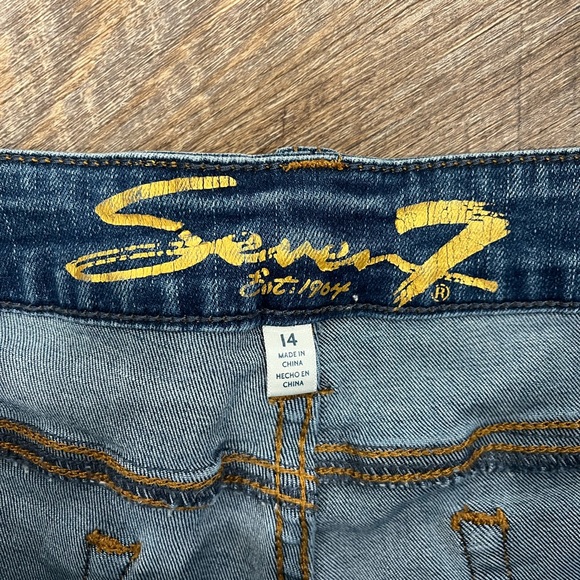 Seven7
Est. 1964 ®
14
MADE IN
CHINA
HECHO EN
CHINA